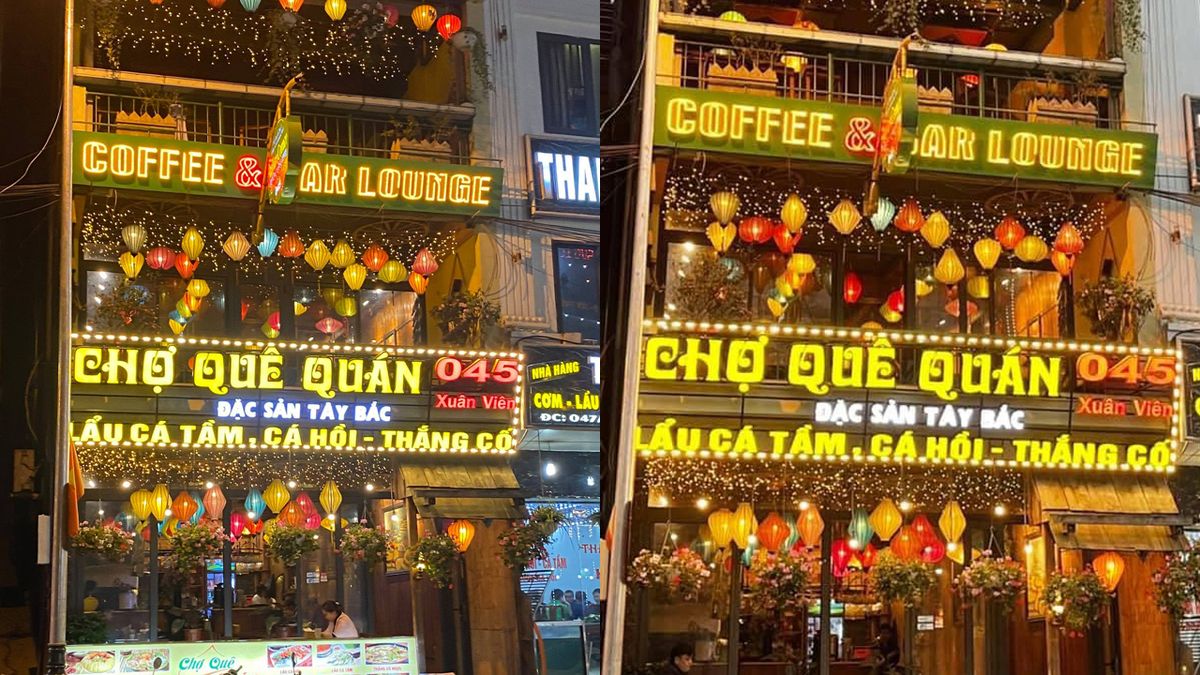 COFFEE & BAR LOUNGE
THA
CHỢ QUÊ QUÁN
045
Xuân Viên
ĐẶC SẢN TÂY BẮC
LẨU CÁ TẦM , CÁ HỒI - THẮNG CỐ
NHÀ HÀNG
CƠM - LẨU
ĐC: 047
Chợ Quê
COFFEE & BAR LOUNGE
CHỢ QUÊ QUÁN
045
Xuân Viên
ĐẶC SẢN TÂY BẮC
LẨU CÁ TẦM , CÁ HỒI - THẮNG CỐ